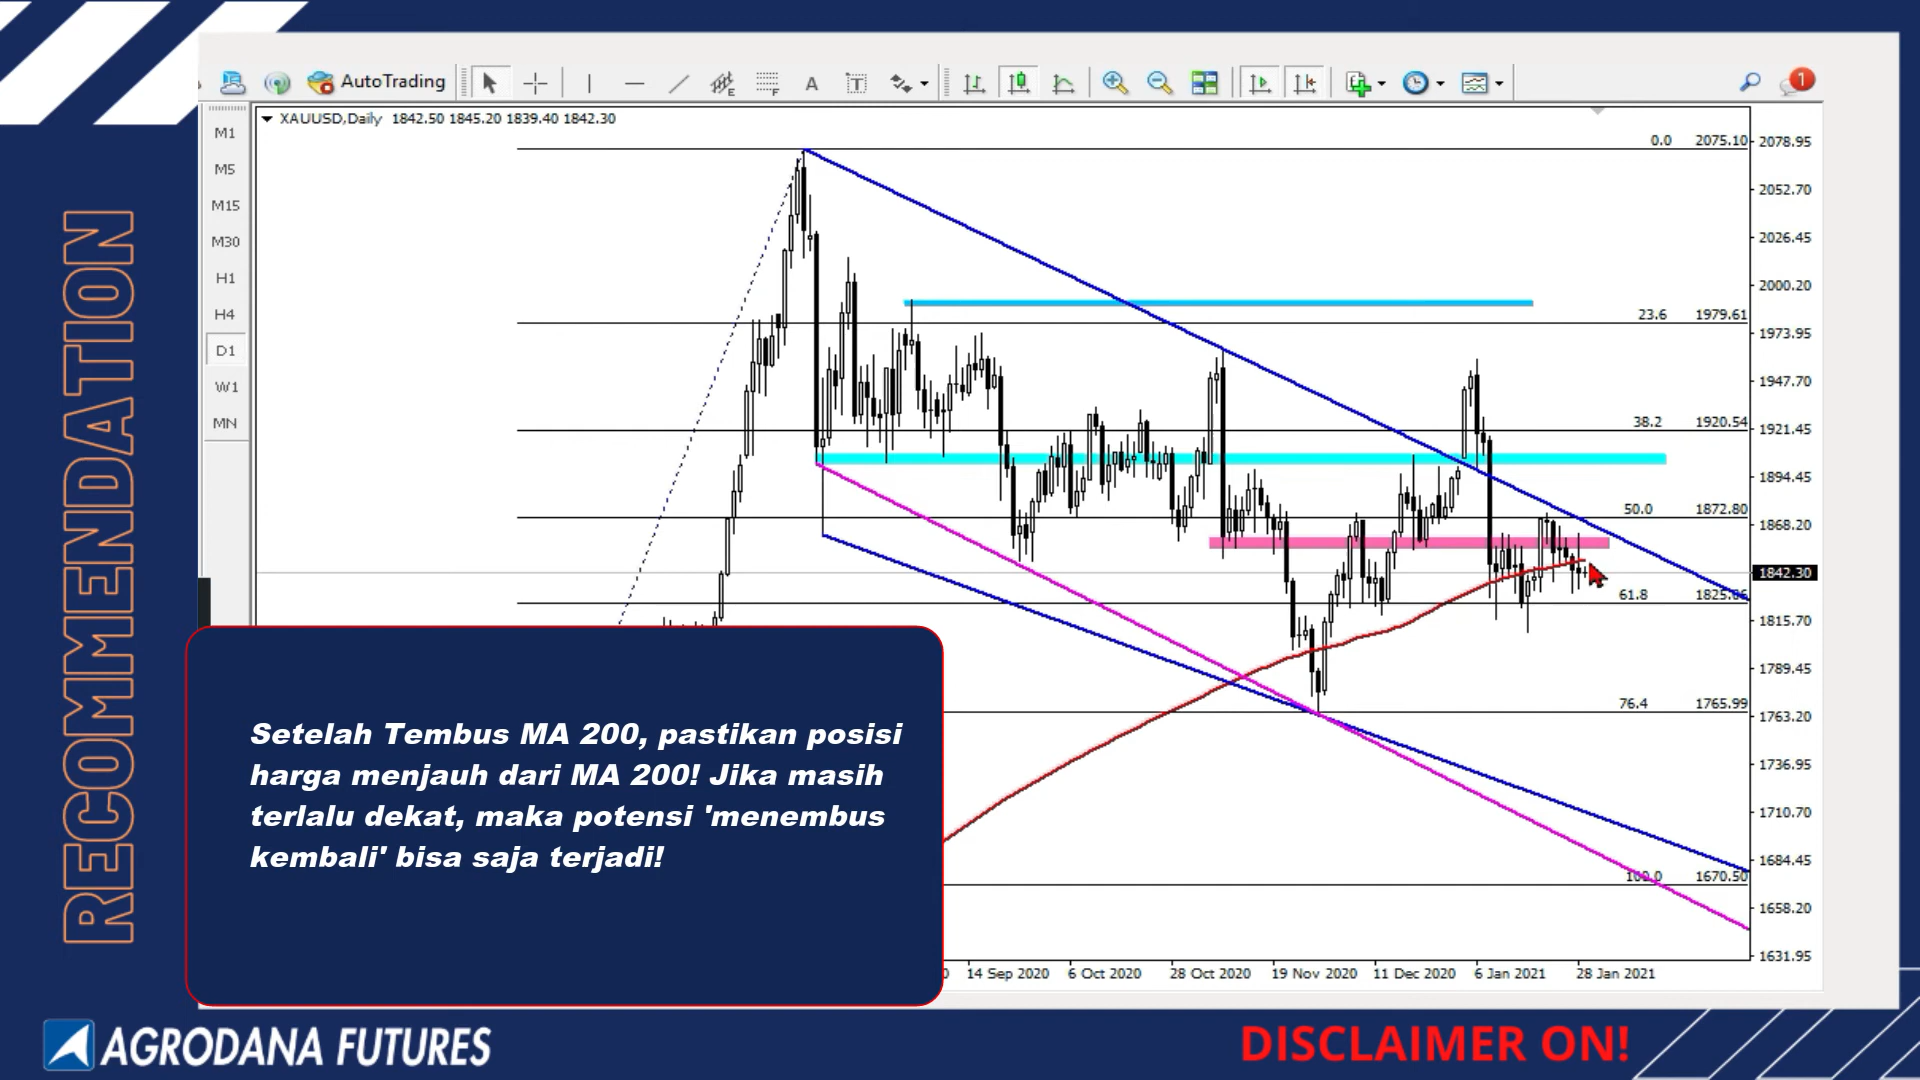 AutoTrading
E
F
A
T
1
M1
M5
M15
M30
H1
H4
D1
W1
MN
XAUUSD,Daily 1842.50 1845.20 1839.40 1842.30
0.0 2075.10
23.6 1979.61
38.2 1920.54
50.0 1872.80
61.8 1825.06
76.4 1765.99
100.0 1670.50
2078.95
2052.70
2026.45
2000.20
1973.95
1947.70
1921.45
1894.45
1868.20
1842.30
1815.70
1789.45
1763.20
1736.95
1710.70
1684.45
1658.20
1631.95
14 Sep 2020 6 Oct 2020 28 Oct 2020 19 Nov 2020 11 Dec 2020 6 Jan 2021 28 Jan 2021
RECOMMENDATION
Setelah Tembus MA 200, pastikan posisi
harga menjauh dari MA 200! Jika masih
terlalu dekat, maka potensi 'menembus
kembali' bisa saja terjadi!
AGRODANA FUTURES
DISCLAIMER ON!